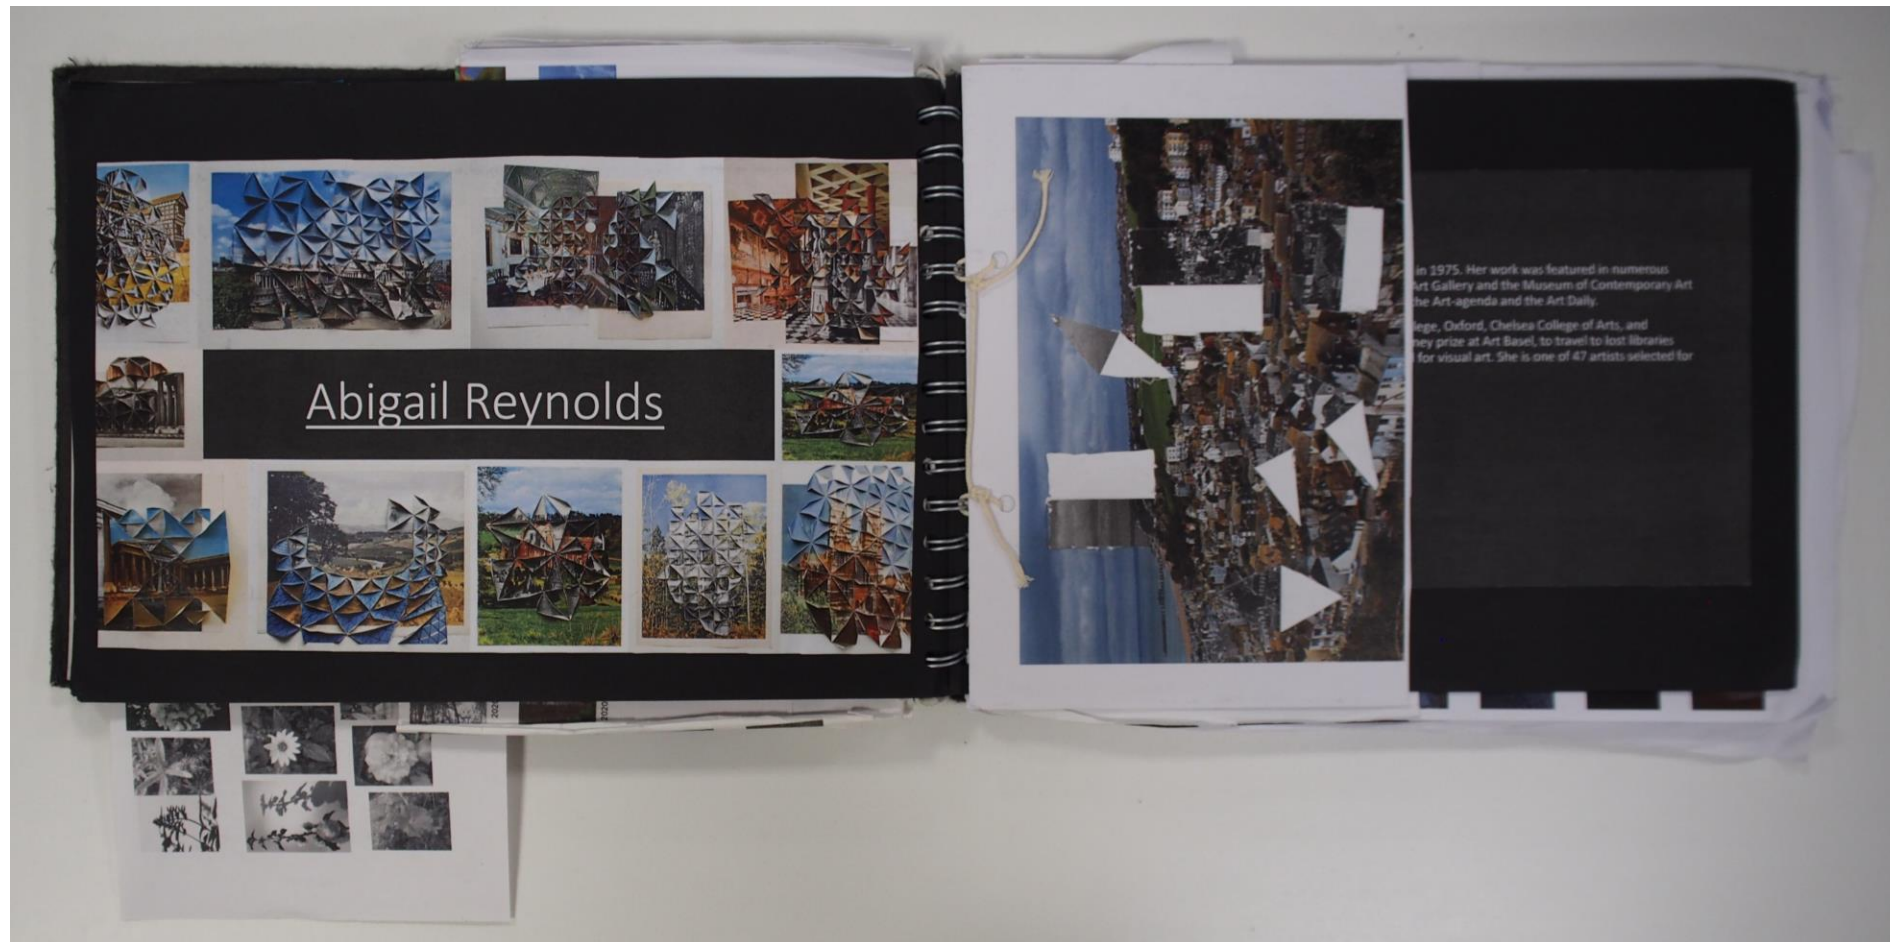 Abigail Reynolds
in 1975. Her work was featured in numerous
Art Gallery and the Museum of Contemporary Art
the Art-agenda and the Art Daily.
lege, Oxford, Chelsea College of Arts, and
ney prize at Art Basel, to travel to lost libraries
for visual art. She is one of 47 artists selected for